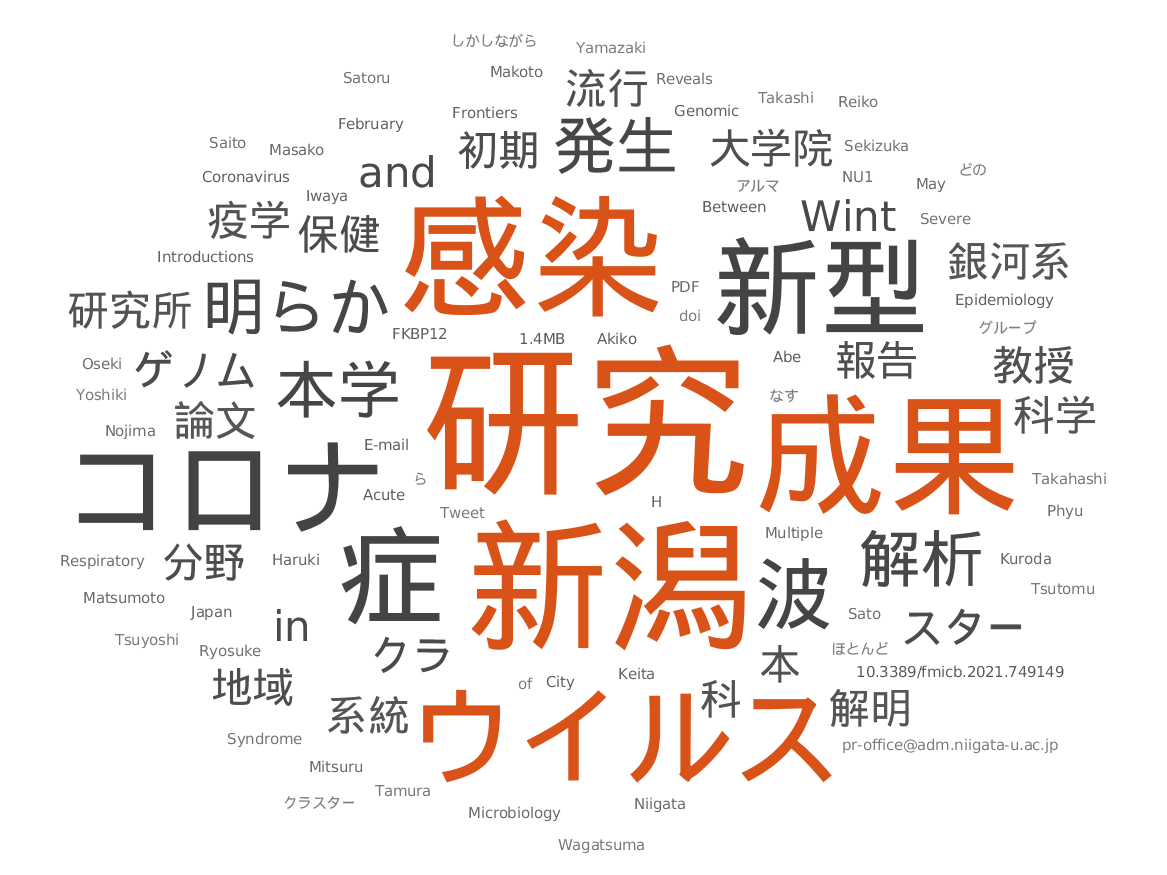 しかしながら
Yamazaki
Satoru
Makoto
流行
Reveals
Takashi
Reiko
February
Frontiers
Genomic
Saito
Masako
初期
発生
大学院
Sekizuka
Coronavirus
and
アルマ
NU1
どの
Iwaya
May
疫学
保健
感染
Between
Wint
Severe
Introductions
新型
銀河系
研究所
明らか
PDF
Epidemiology
doi
グループ
FKBP12
1.4MB
Akiko
Oseki
ゲノム
Abe
報告
教授
Yoshiki
本学
研究
なす
Nojima
論文
成果
科学
コロナ
E-mail
ら
Takahashi
Acute
Tweet
H
Phyu
Respiratory
分野
Haruki
症
新潟
Multiple
波
解析
Kuroda
Matsumoto
Tsutomu
Japan
in
Sato
スター
Tsuyoshi
Ryosuke
クラ
本
ほとんど
地域
of
City
Keita
10.3389/fmicb.2021.749149
系統
ウイルス
科
解明
Syndrome
pr-office@adm.niigata-u.ac.jp
Mitsuru
クラスター
Tamura
Microbiology
Niigata
Wagatsuma